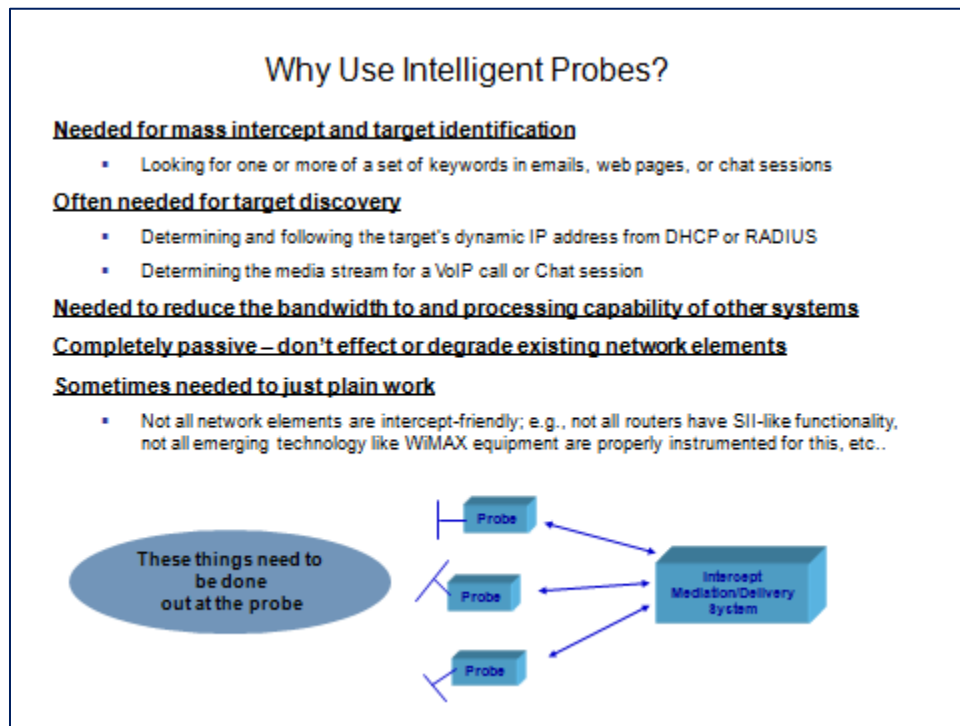 Why Use Intelligent Probes?
Needed for mass intercept and target identification
▪ Looking for one or more of a set of keywords in emails, web pages, or chat sessions
Often needed for target discovery
▪ Determining and following the target's dynamic IP address from DHCP or RADIUS
▪ Determining the media stream for a VoIP call or Chat session
Needed to reduce the bandwidth to and processing capability of other systems
Completely passive – don't effect or degrade existing network elements
Sometimes needed to just plain work
▪ Not all network elements are intercept-friendly; e.g., not all routers have SII-like functionality,
not all emerging technology like WiMAX equipment are properly instrumented for this, etc..
These things need to
be done
out at the probe
Probe
Probe
Probe
Intercept
Mediation/Delivery
System